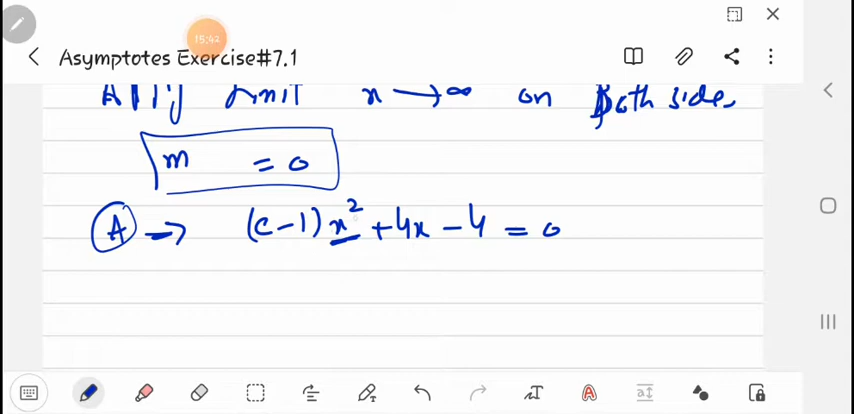 15:42
Asymptotes Exercise#7.1
Apply Limit x → ∞ on Both side.
m = 0
A → (c-1)x² + 4x - 4 = 0